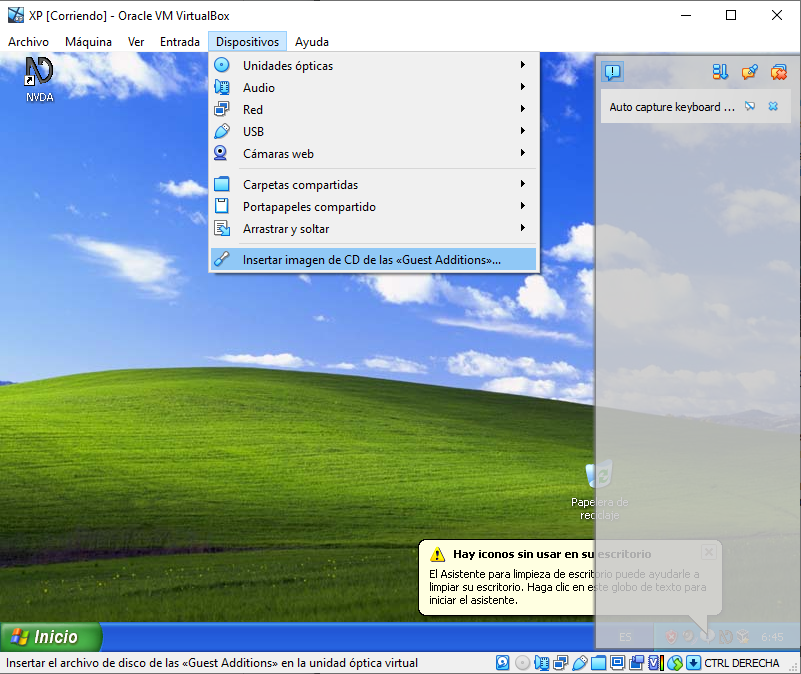 XP [Corriendo] - Oracle VM VirtualBox
Archivo Máquina Ver Entrada Dispositivos Ayuda
NVDA
Unidades ópticas
Audio
Red
USB
Cámaras web
Carpetas compartidas
Portapapeles compartido
Arrastrar y soltar
Insertar imagen de CD de las «Guest Additions»...
Auto capture keyboard ...
Papelera de
reciclaje
Hay iconos sin usar en su escritorio
El Asistente para limpieza de escritorio puede ayudarle a
limpiar su escritorio. Haga clic en este globo de texto para
iniciar el asistente.
Inicio
ES
6:45
Insertar el archivo de disco de las «Guest Additions» en la unidad óptica virtual
CTRL DERECHA